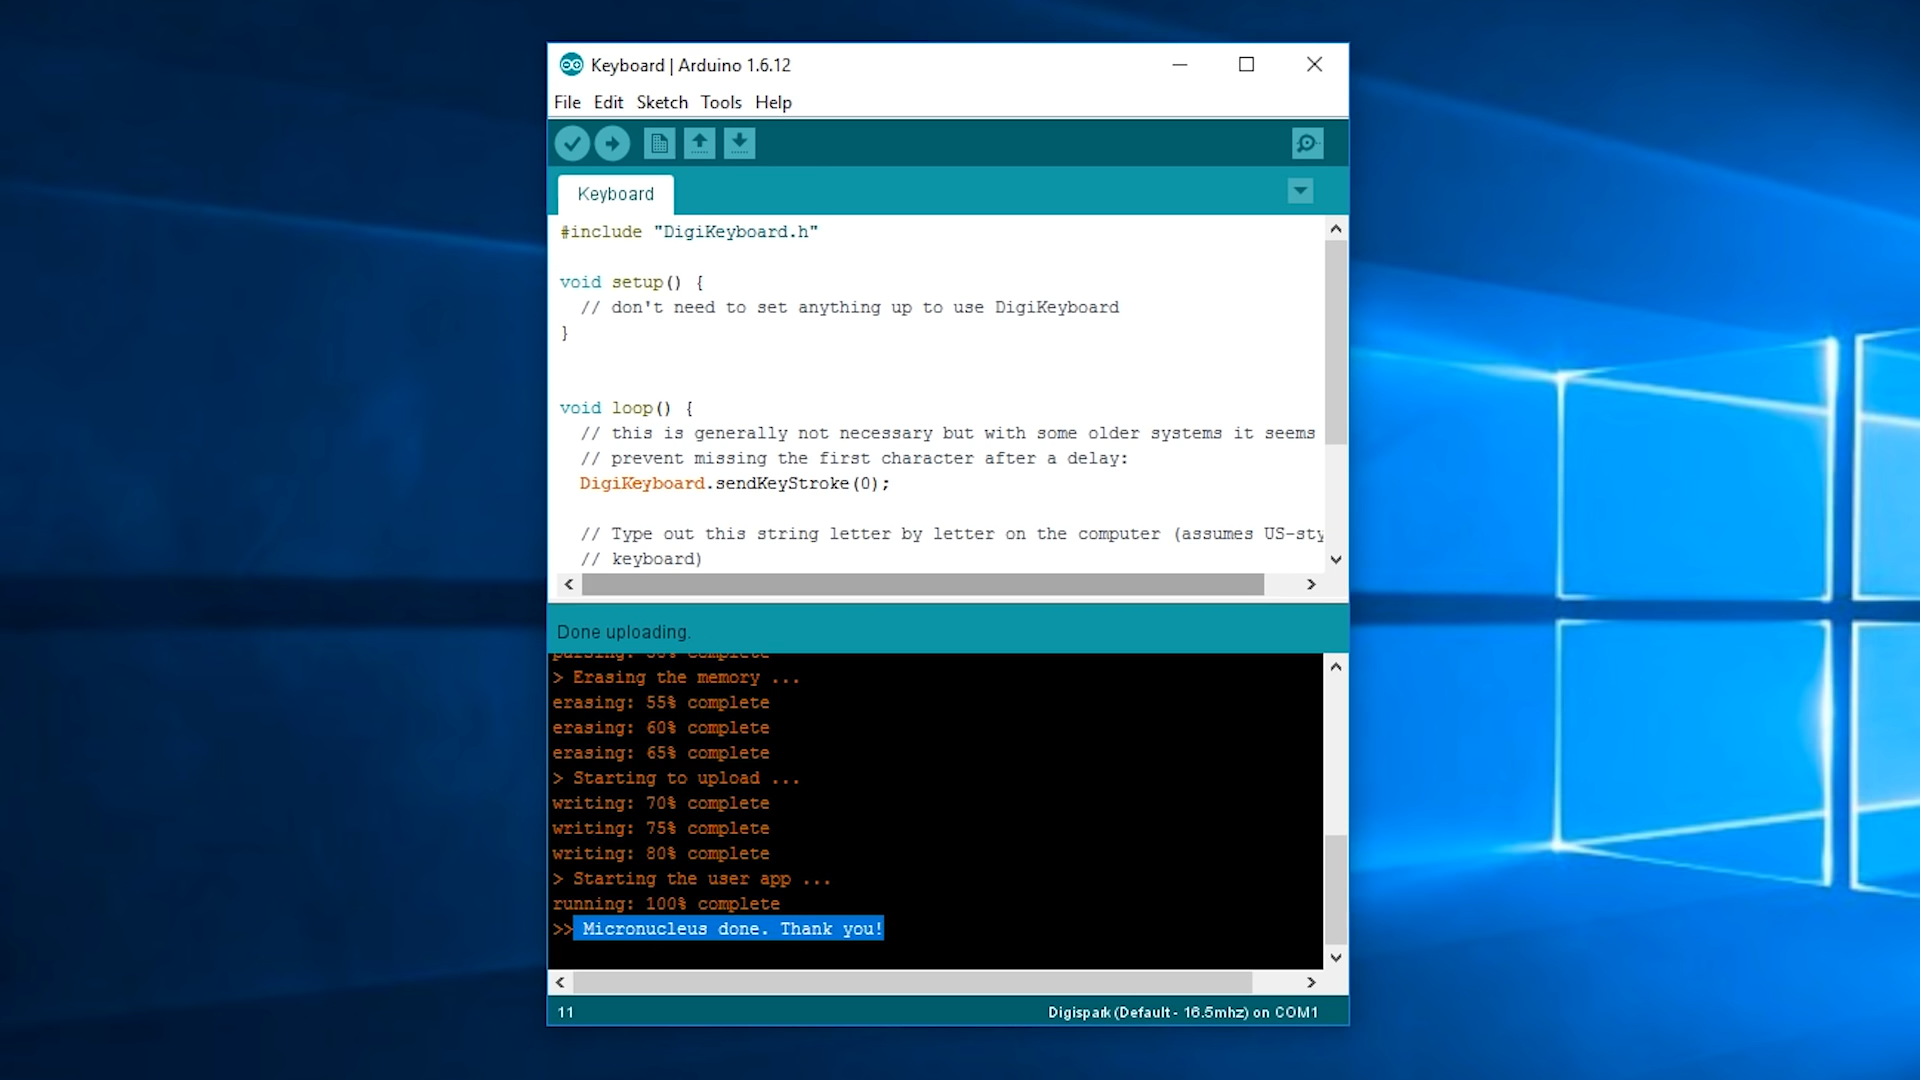 Keyboard | Arduino 1.6.12
File Edit Sketch Tools Help
Keyboard
#include "DigiKeyboard.h"
void setup() {
// don't need to set anything up to use DigiKeyboard
}
void loop() {
// this is generally not necessary but with some older systems it seems
// prevent missing the first character after a delay:
DigiKeyboard.sendKeyStroke(0);
// Type out this string letter by letter on the computer (assumes US-sty
// keyboard)
Done uploading.
> Erasing the memory ...
erasing: 55% complete
erasing: 60% complete
erasing: 65% complete
> Starting to upload ...
writing: 70% complete
writing: 75% complete
writing: 80% complete
> Starting the user app ...
running: 100% complete
>> Micronucleus done. Thank you!
11
Digispark (Default - 16.5mhz) on COM1